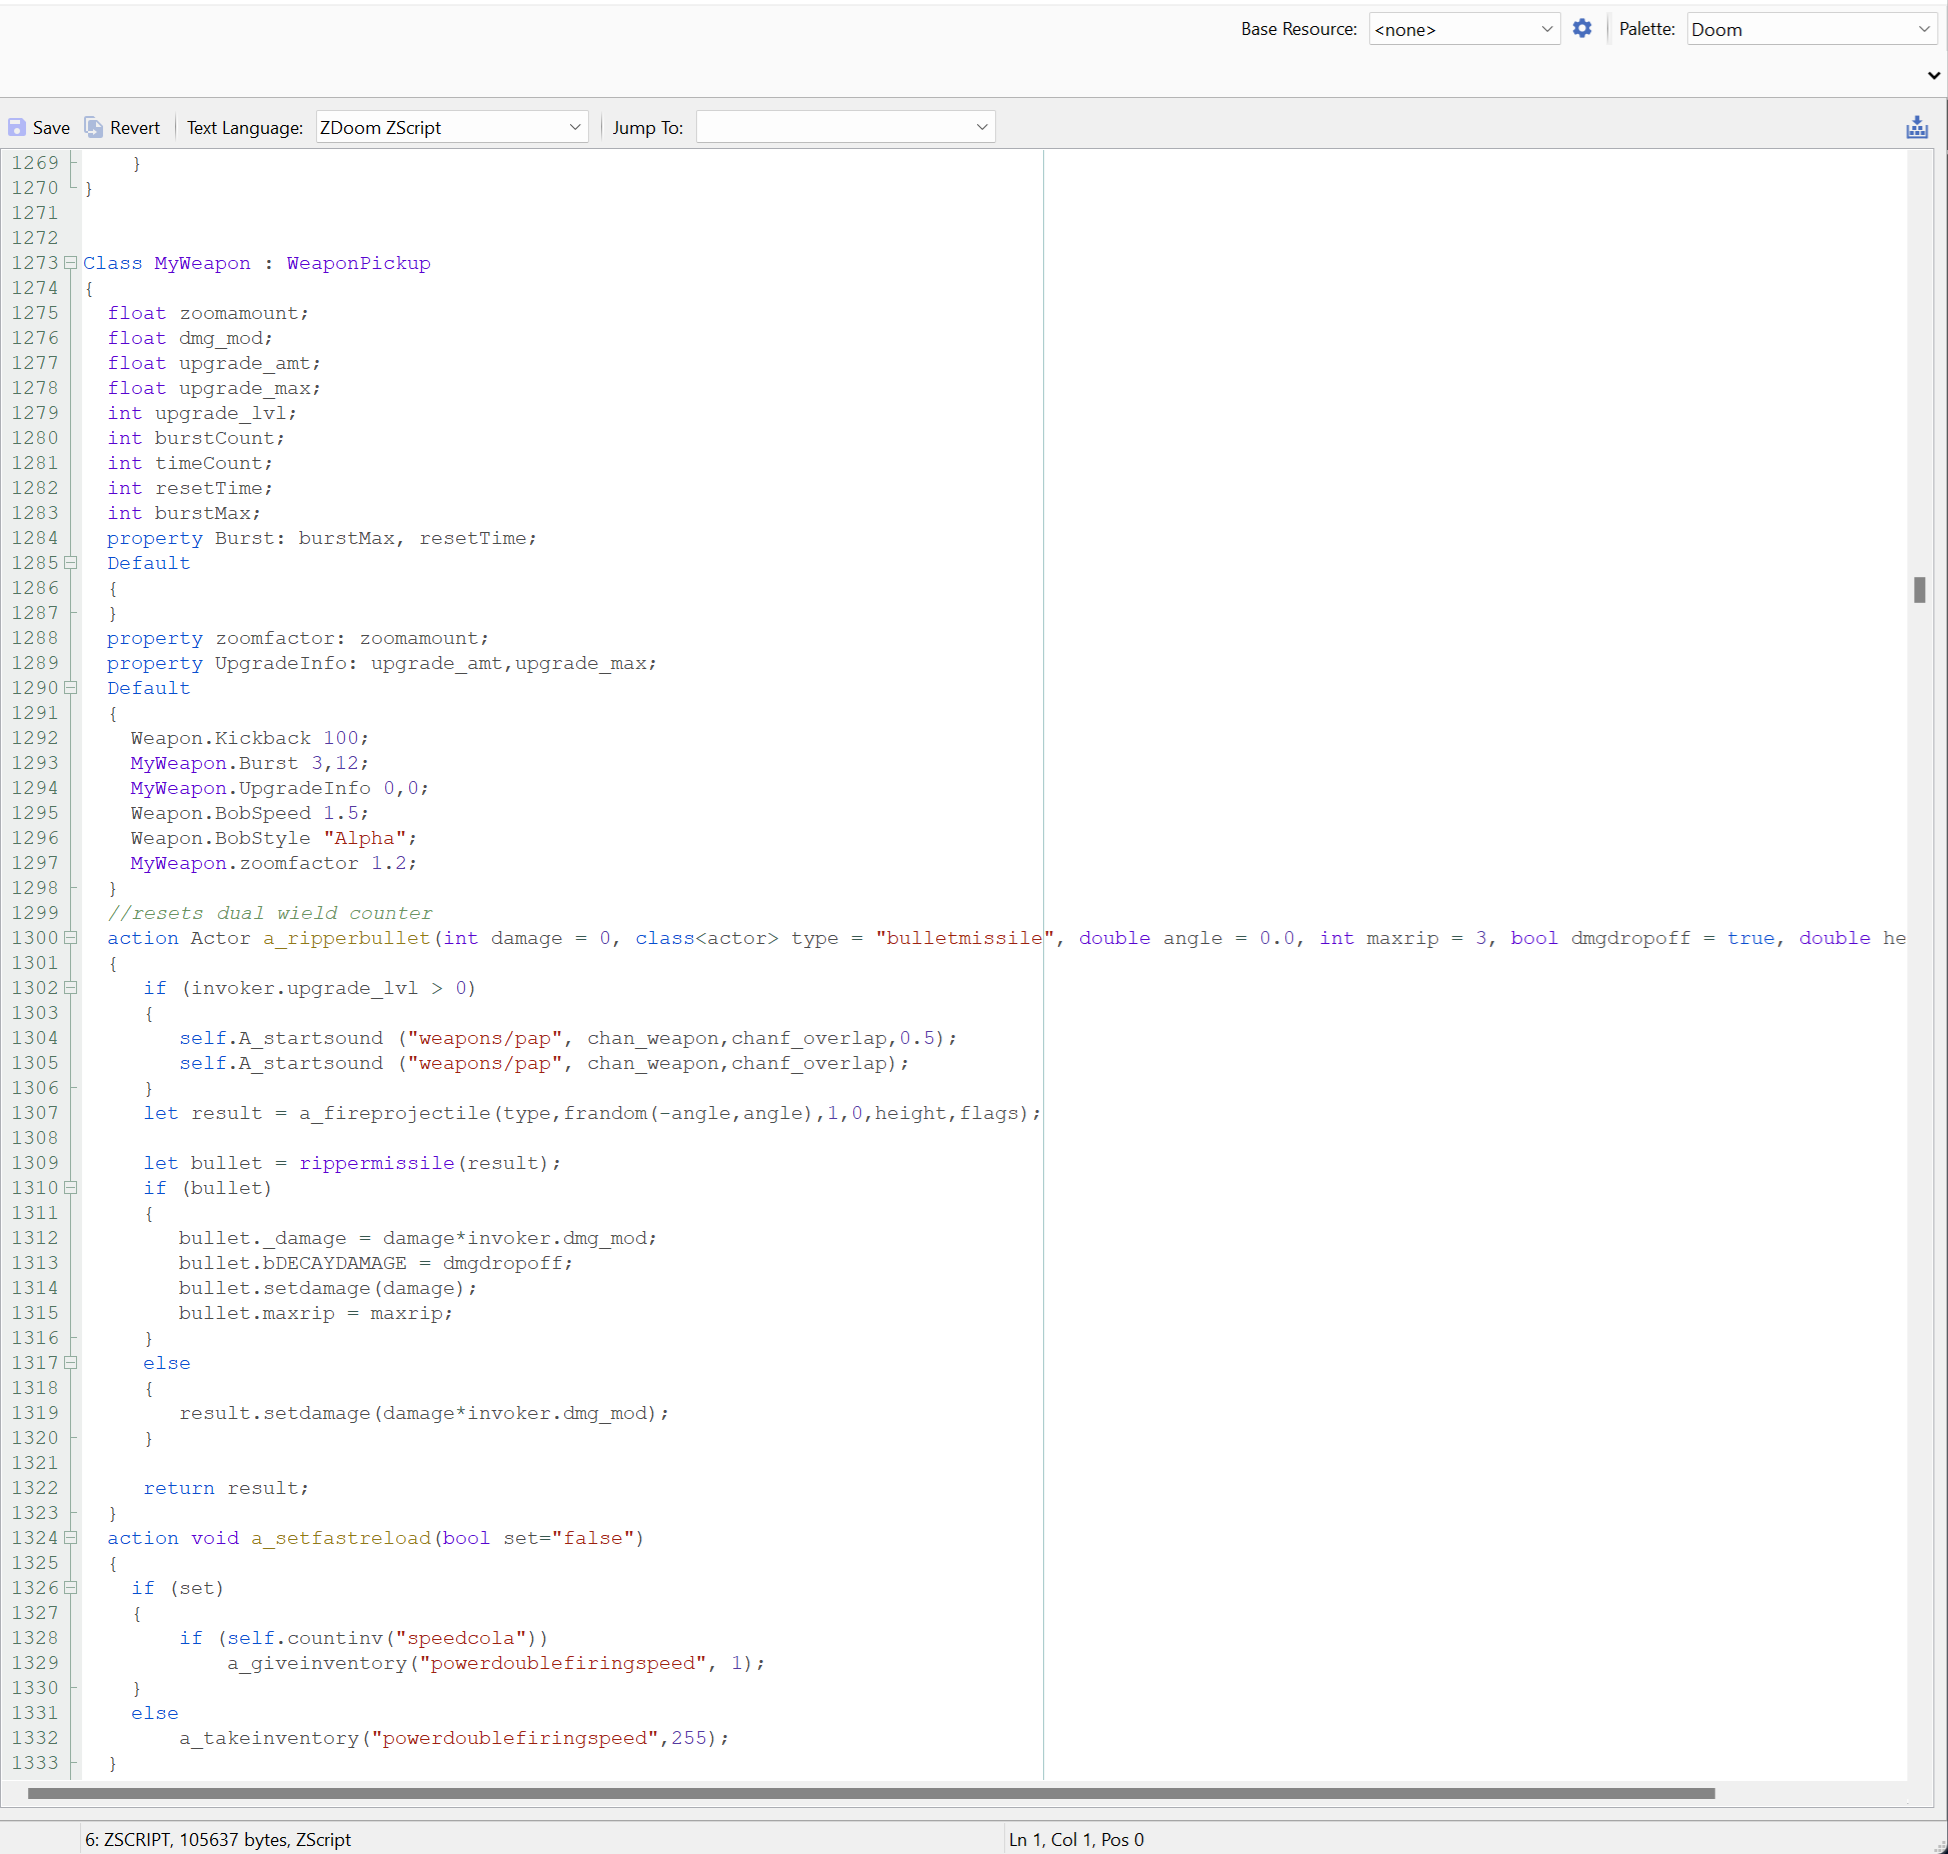 Base Resource: <none> Palette: Doom
Save Revert Text Language: ZDoom ZScript Jump To:
1269     }
1270 }
1271
1272
1273 Class MyWeapon : WeaponPickup
1274 {
1275   float zoomamount;
1276   float dmg_mod;
1277   float upgrade_amt;
1278   float upgrade_max;
1279   int upgrade_lvl;
1280   int burstCount;
1281   int timeCount;
1282   int resetTime;
1283   int burstMax;
1284   property Burst: burstMax, resetTime;
1285   Default
1286   {
1287   }
1288   property zoomfactor: zoomamount;
1289   property UpgradeInfo: upgrade_amt,upgrade_max;
1290   Default
1291   {
1292     Weapon.Kickback 100;
1293     MyWeapon.Burst 3,12;
1294     MyWeapon.UpgradeInfo 0,0;
1295     Weapon.BobSpeed 1.5;
1296     Weapon.BobStyle "Alpha";
1297     MyWeapon.zoomfactor 1.2;
1298   }
1299   //resets dual wield counter
1300   action Actor a_ripperbullet(int damage = 0, class<actor> type = "bulletmissile", double angle = 0.0, int maxrip = 3, bool dmgdropoff = true, double he
1301   {
1302      if (invoker.upgrade_lvl > 0)
1303      {
1304         self.A_startsound ("weapons/pap", chan_weapon,chanf_overlap,0.5);
1305         self.A_startsound ("weapons/pap", chan_weapon,chanf_overlap);
1306      }
1307      let result = a_fireprojectile(type,frandom(-angle,angle),1,0,height,flags);
1308
1309      let bullet = rippermissile(result);
1310      if (bullet)
1311      {
1312         bullet._damage = damage*invoker.dmg_mod;
1313         bullet.bDECAYDAMAGE = dmgdropoff;
1314         bullet.setdamage(damage);
1315         bullet.maxrip = maxrip;
1316      }
1317      else
1318      {
1319         result.setdamage(damage*invoker.dmg_mod);
1320      }
1321
1322      return result;
1323   }
1324   action void a_setfastreload(bool set="false")
1325   {
1326     if (set)
1327     {
1328         if (self.countinv("speedcola"))
1329             a_giveinventory("powerdoublefiringspeed", 1);
1330     }
1331     else
1332         a_takeinventory("powerdoublefiringspeed",255);
1333   }
6: ZSCRIPT, 105637 bytes, ZScript Ln 1, Col 1, Pos 0